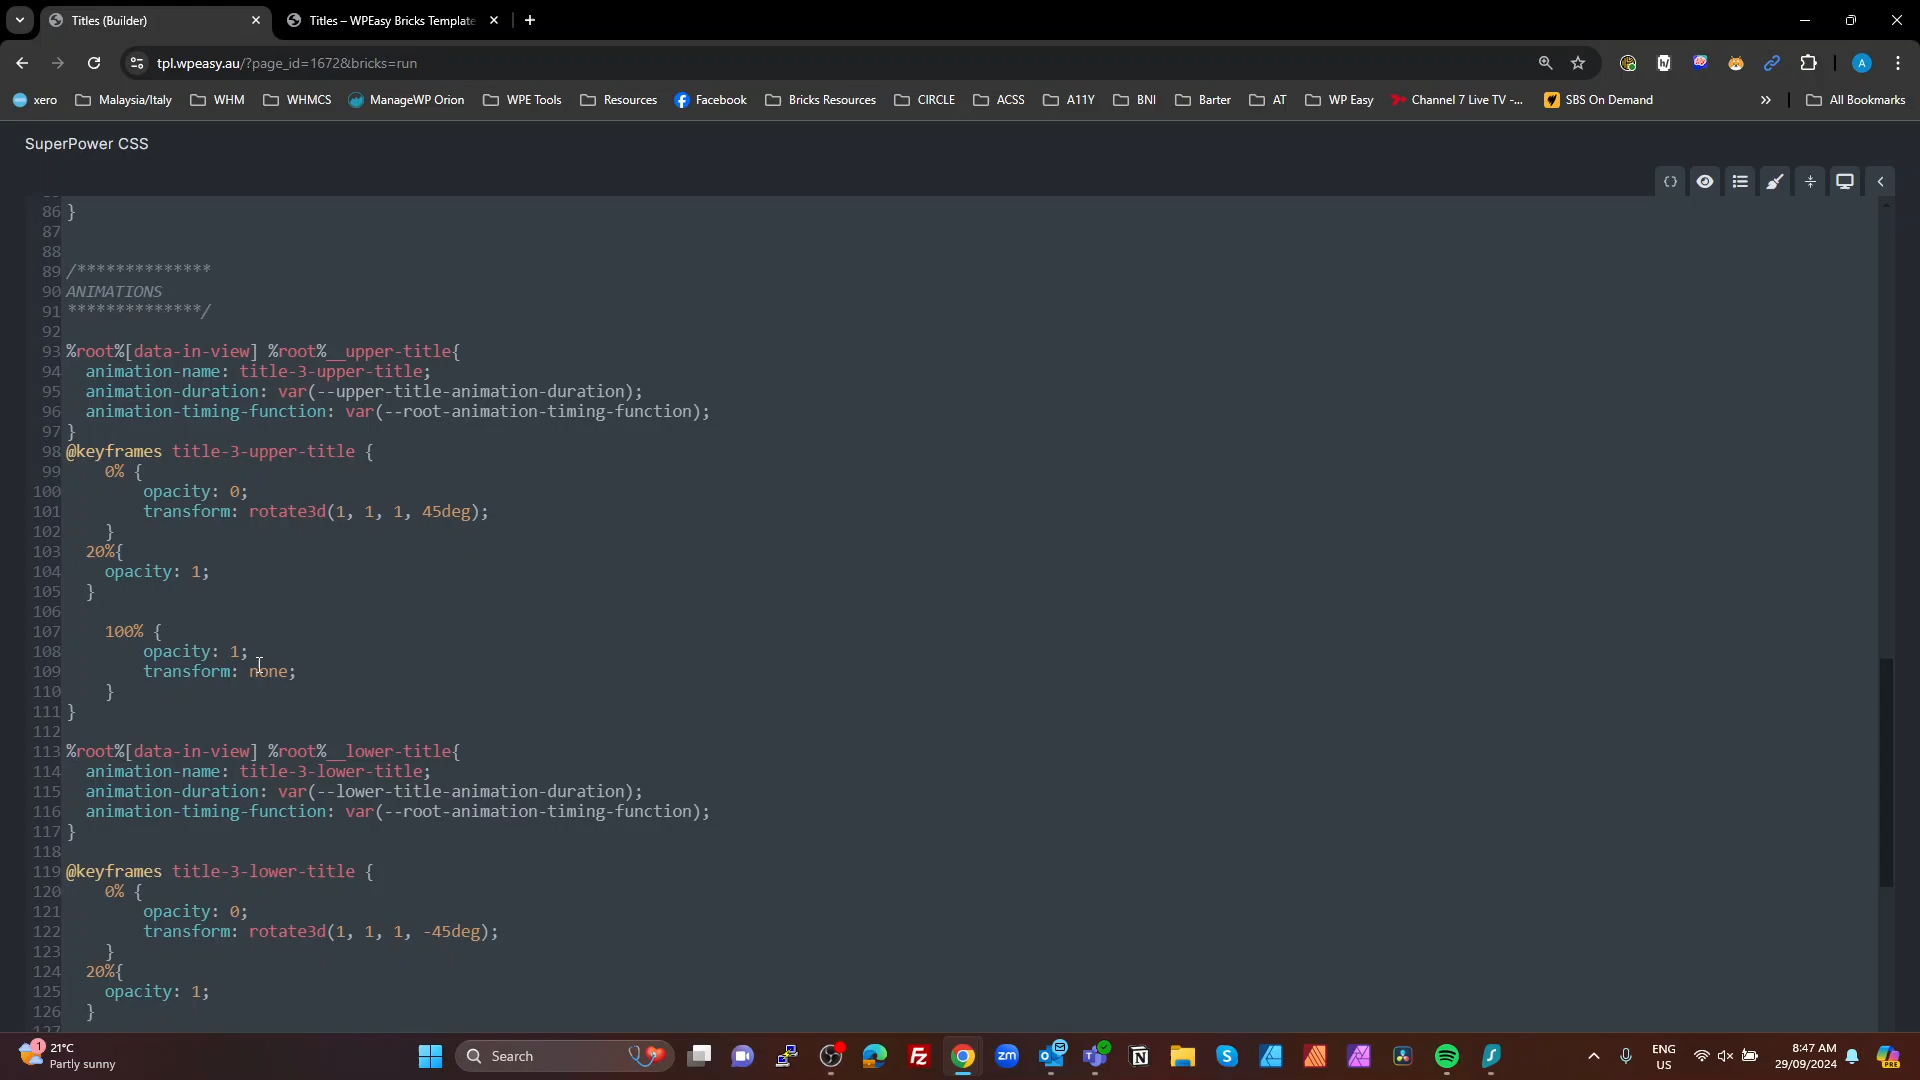 Titles (Builder)
Titles – WPEasy Bricks Template
tpl.wpeasy.au/?page_id=1672&bricks=run
A
xero
Malaysia/Italy
WHM
WHMCS
ManageWP Orion
WPE Tools
Resources
Facebook
Bricks Resources
CIRCLE
ACSS
A11Y
BNI
Barter
AT
WP Easy
Channel 7 Live TV -...
SBS On Demand
»
All Bookmarks
SuperPower CSS
86 }
87
88
89 /**************
90 ANIMATIONS
91 **************/
92
93 %root%[data-in-view] %root%__upper-title{
94 animation-name: title-3-upper-title;
95 animation-duration: var(--upper-title-animation-duration);
96 animation-timing-function: var(--root-animation-timing-function);
97 }
98 @keyframes title-3-upper-title {
99 0% {
100 opacity: 0;
101 transform: rotate3d(1, 1, 1, 45deg);
102 }
103 20%{
104 opacity: 1;
105 }
106
107 100% {
108 opacity: 1;
109 transform: none;
110 }
111 }
112
113 %root%[data-in-view] %root%__lower-title{
114 animation-name: title-3-lower-title;
115 animation-duration: var(--lower-title-animation-duration);
116 animation-timing-function: var(--root-animation-timing-function);
117 }
118
119 @keyframes title-3-lower-title {
120 0% {
121 opacity: 0;
122 transform: rotate3d(1, 1, 1, -45deg);
123 }
124 20%{
125 opacity: 1;
126 }
127
1
21°C
Partly sunny
Search
zm
ENG
US
8:47 AM
29/09/2024
PRE